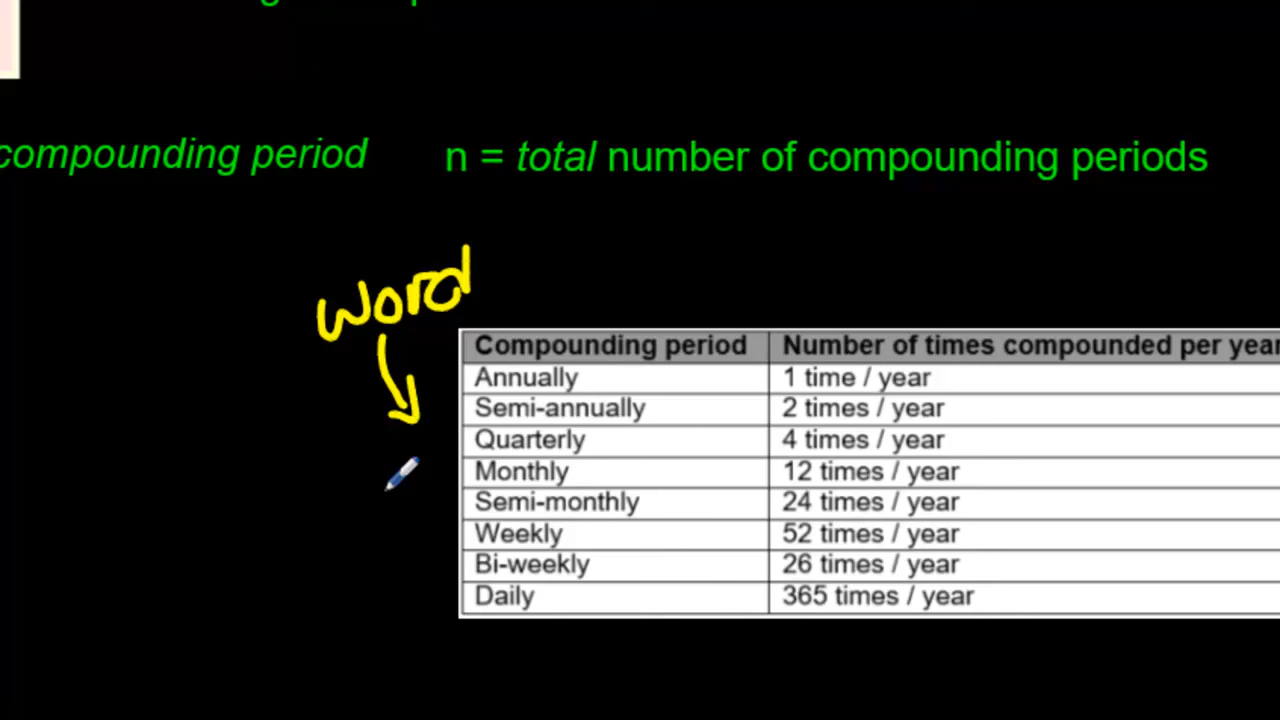 compounding period n = total number of compounding periods
word
Compounding period Number of times compounded per year
Annually 1 time / year
Semi-annually 2 times / year
Quarterly 4 times / year
Monthly 12 times / year
Semi-monthly 24 times / year
Weekly 52 times / year
Bi-weekly 26 times / year
Daily 365 times / year